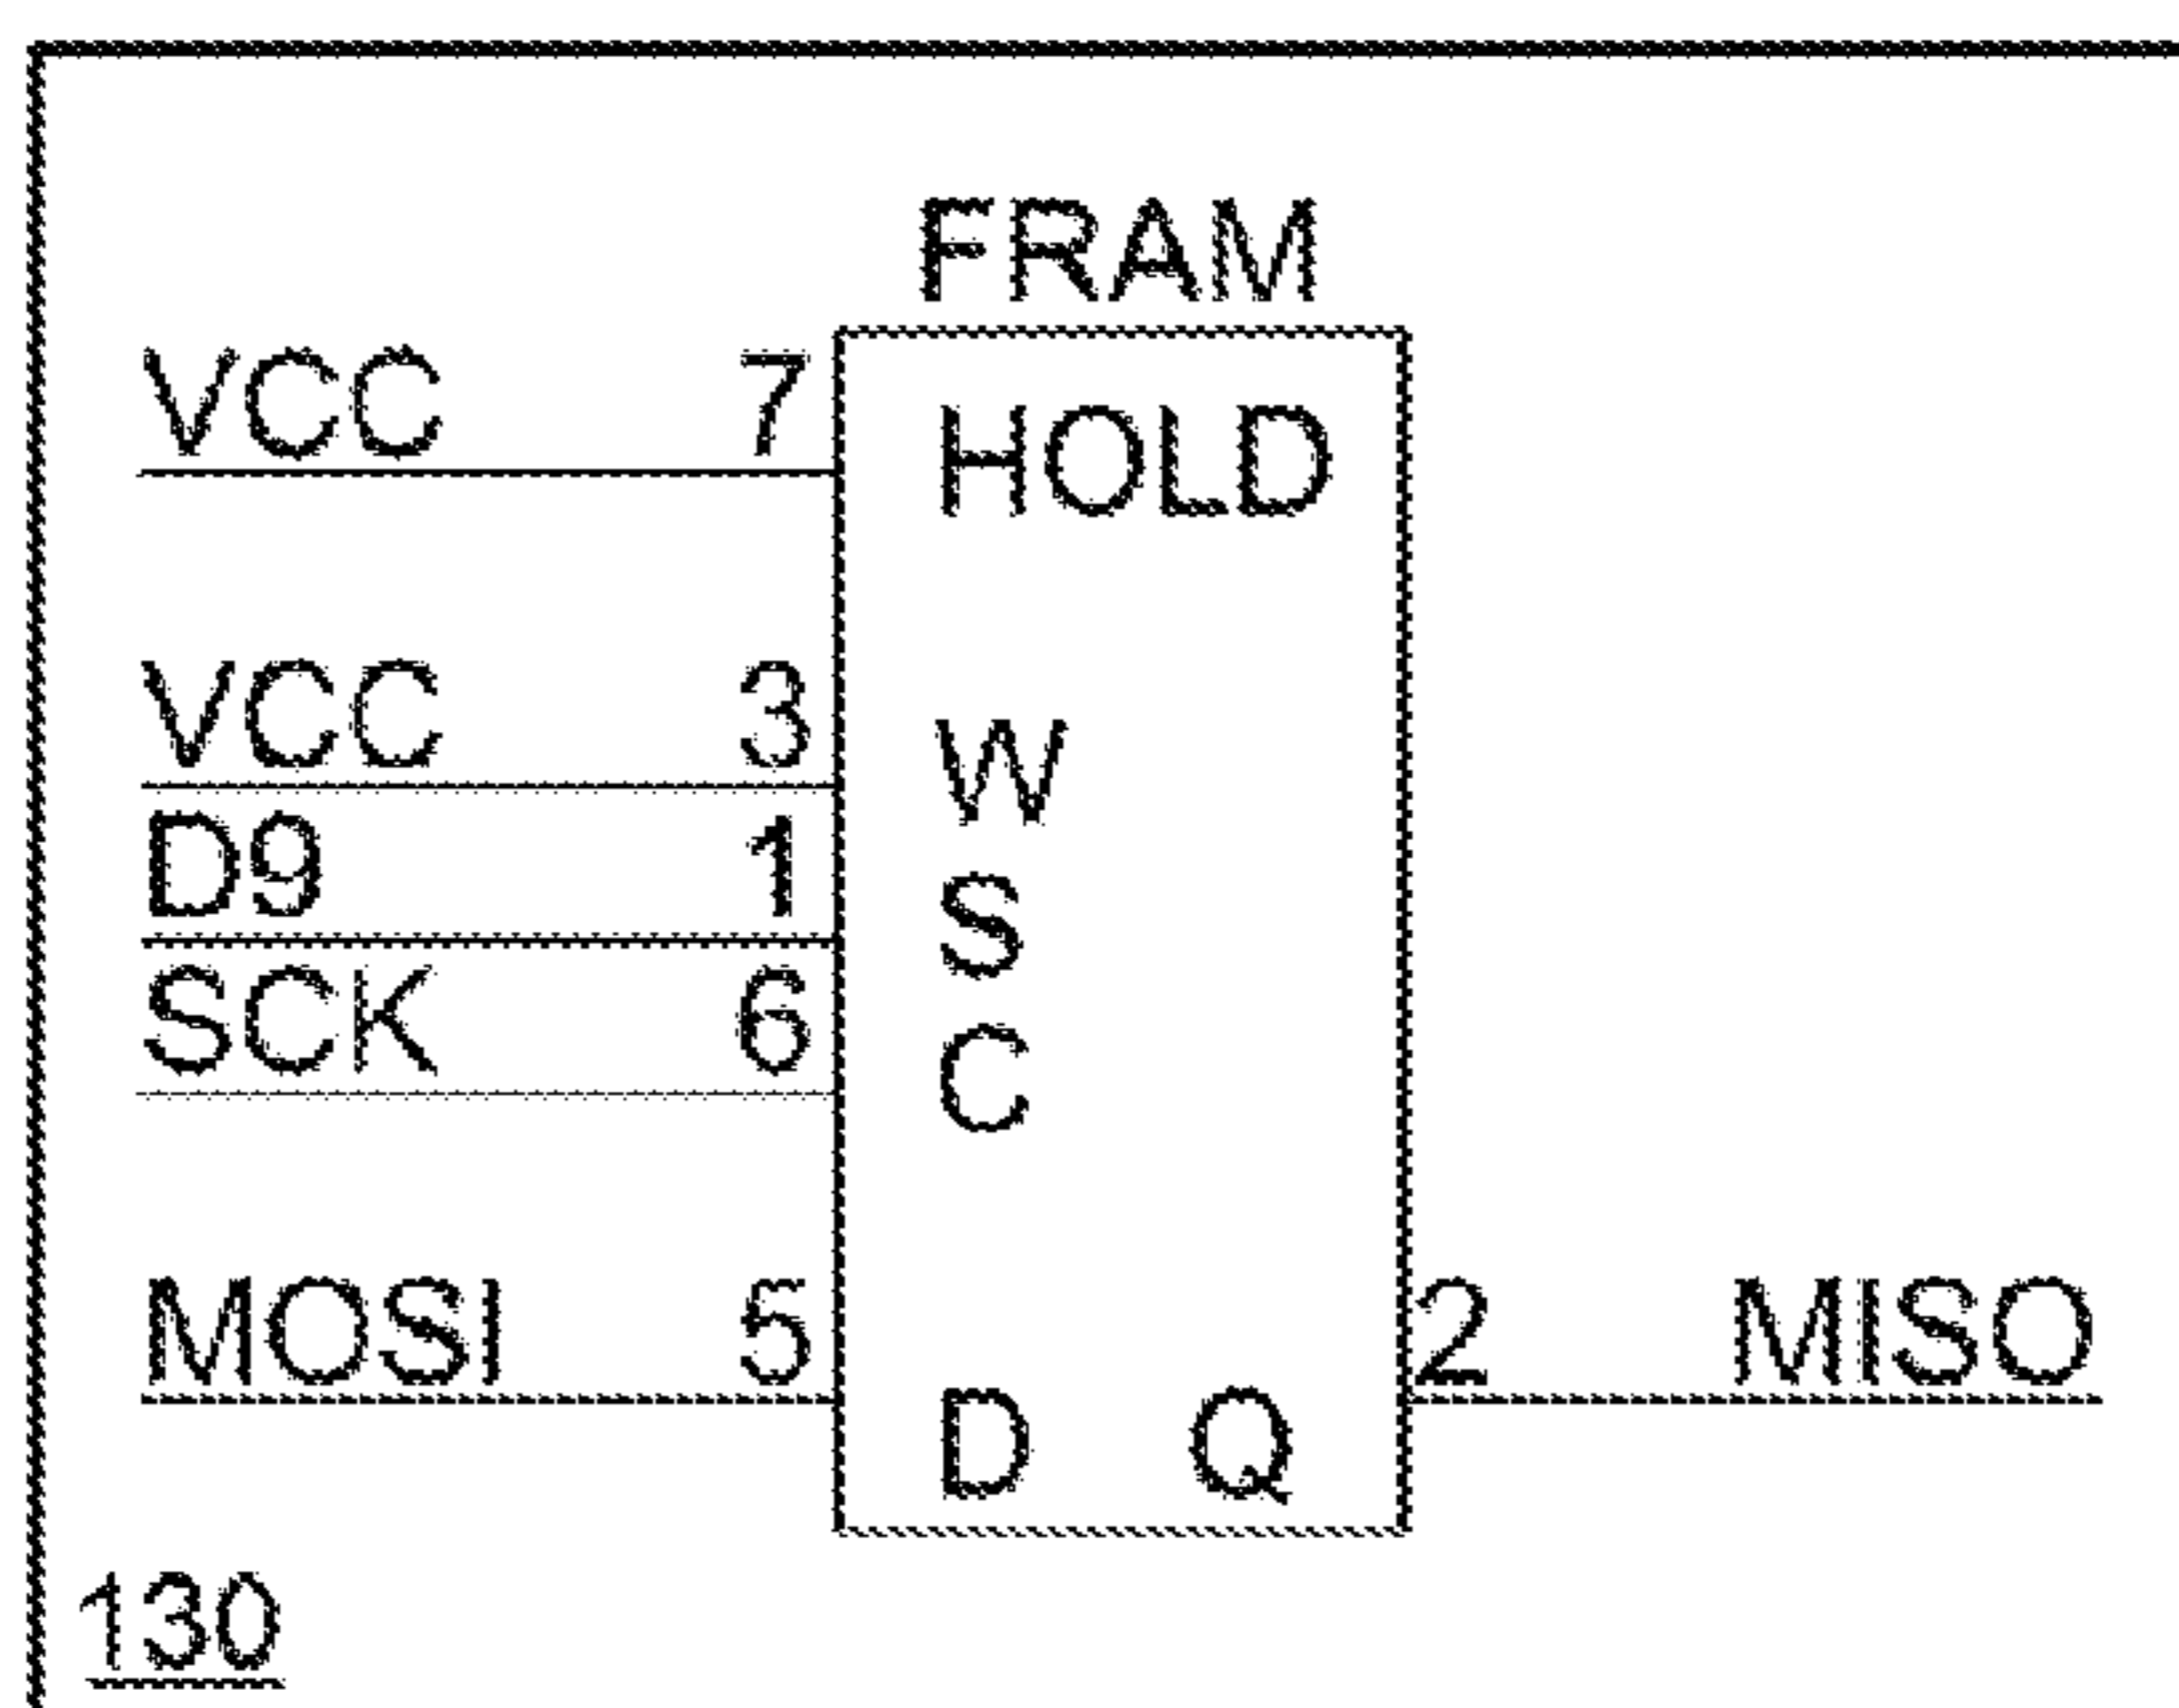 FRAM
VCC 7
HOLD
VCC 3
W
D9 1
S
SCK 6
C
MOSI 5 2 MISO
D Q
130